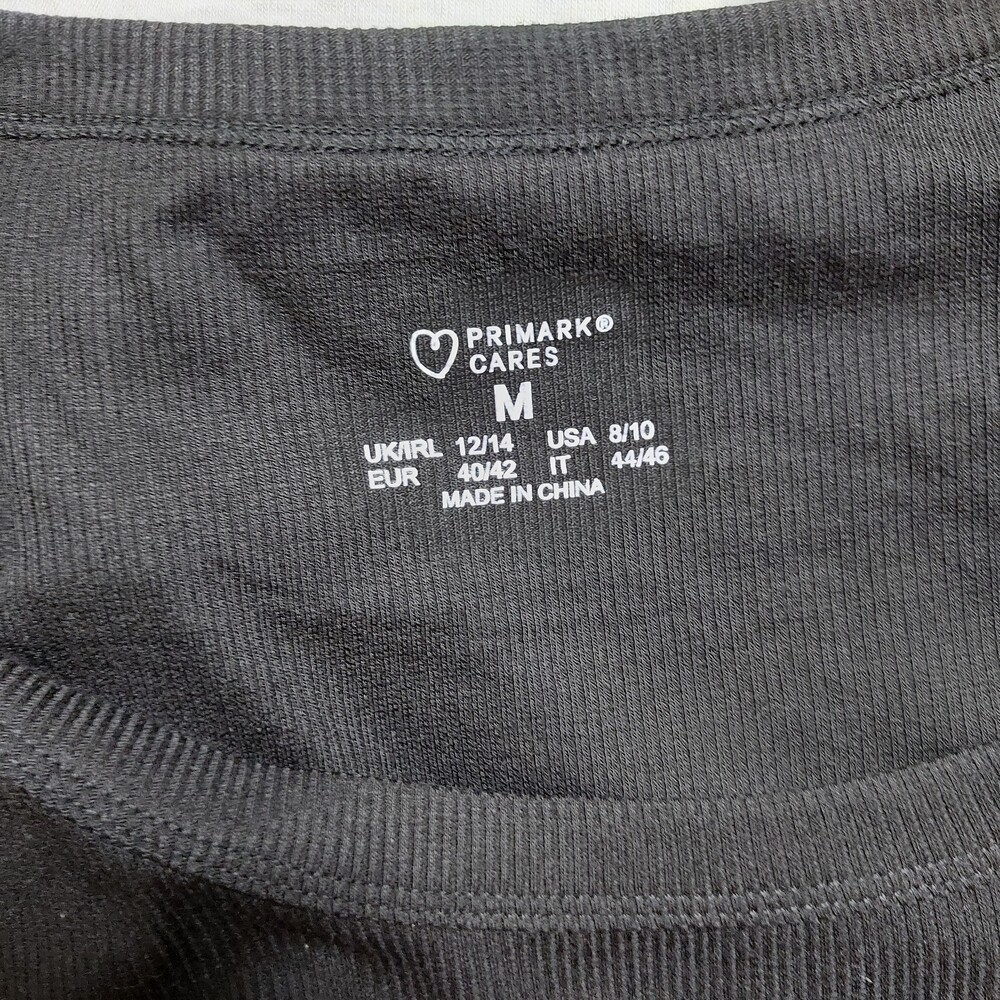 PRIMARK®
CARES
M
UK/IRL 12/14 USA 8/10
EUR 40/42 IT 44/46
MADE IN CHINA